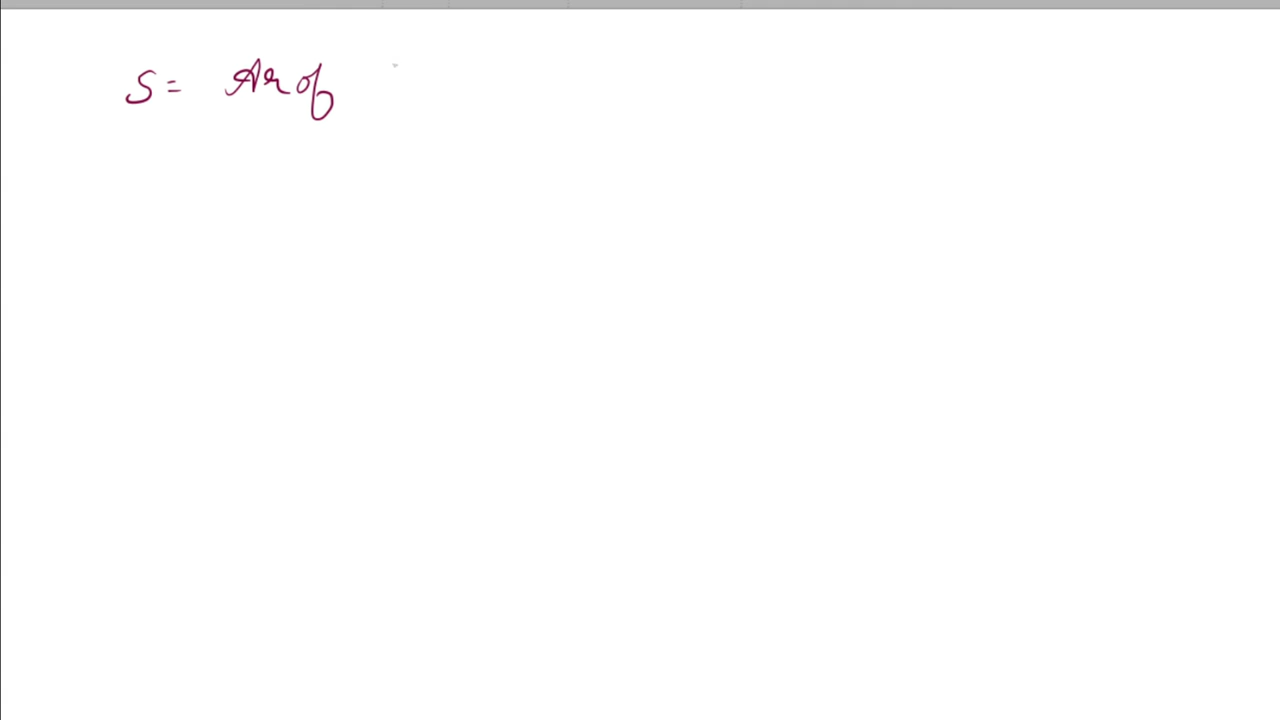 S = Ar of